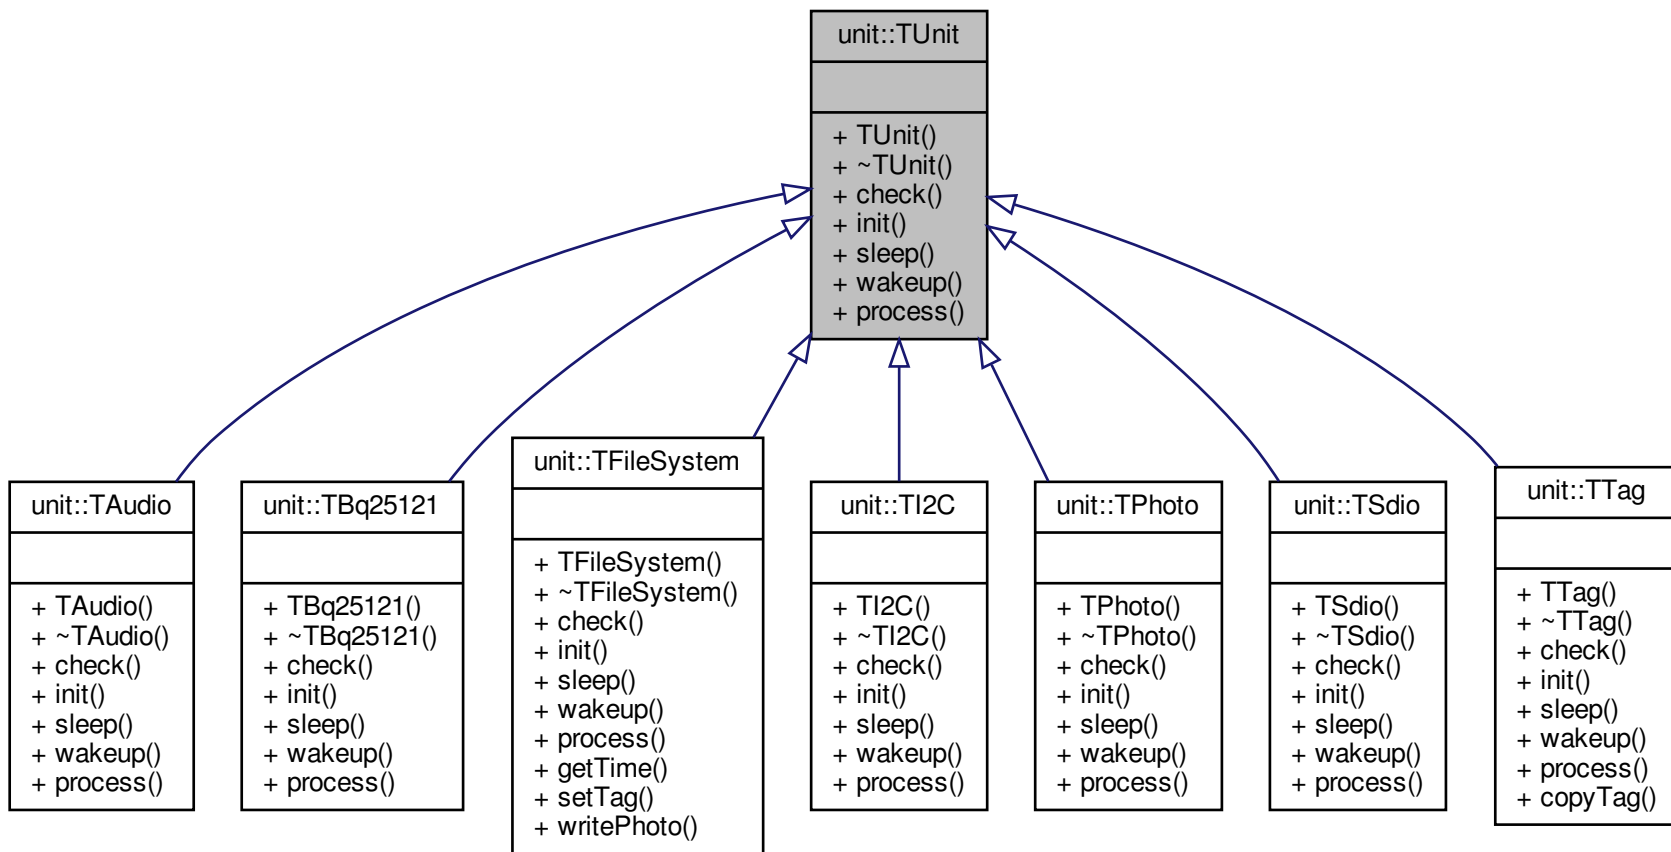 unit::TUnit
+ TUnit()
+ ~TUnit()
+ check()
+ init()
+ sleep()
+ wakeup()
+ process()
unit::TAudio
+ TAudio()
+ ~TAudio()
+ check()
+ init()
+ sleep()
+ wakeup()
+ process()
unit::TBq25121
+ TBq25121()
+ ~TBq25121()
+ check()
+ init()
+ sleep()
+ wakeup()
+ process()
unit::TFileSystem
+ TFileSystem()
+ ~TFileSystem()
+ check()
+ init()
+ sleep()
+ wakeup()
+ process()
+ getTime()
+ setTag()
+ writePhoto()
unit::TI2C
+ TI2C()
+ ~TI2C()
+ check()
+ init()
+ sleep()
+ wakeup()
+ process()
unit::TPhoto
+ TPhoto()
+ ~TPhoto()
+ check()
+ init()
+ sleep()
+ wakeup()
+ process()
unit::TSdio
+ TSdio()
+ ~TSdio()
+ check()
+ init()
+ sleep()
+ wakeup()
+ process()
unit::TTag
+ TTag()
+ ~TTag()
+ check()
+ init()
+ sleep()
+ wakeup()
+ process()
+ copyTag()